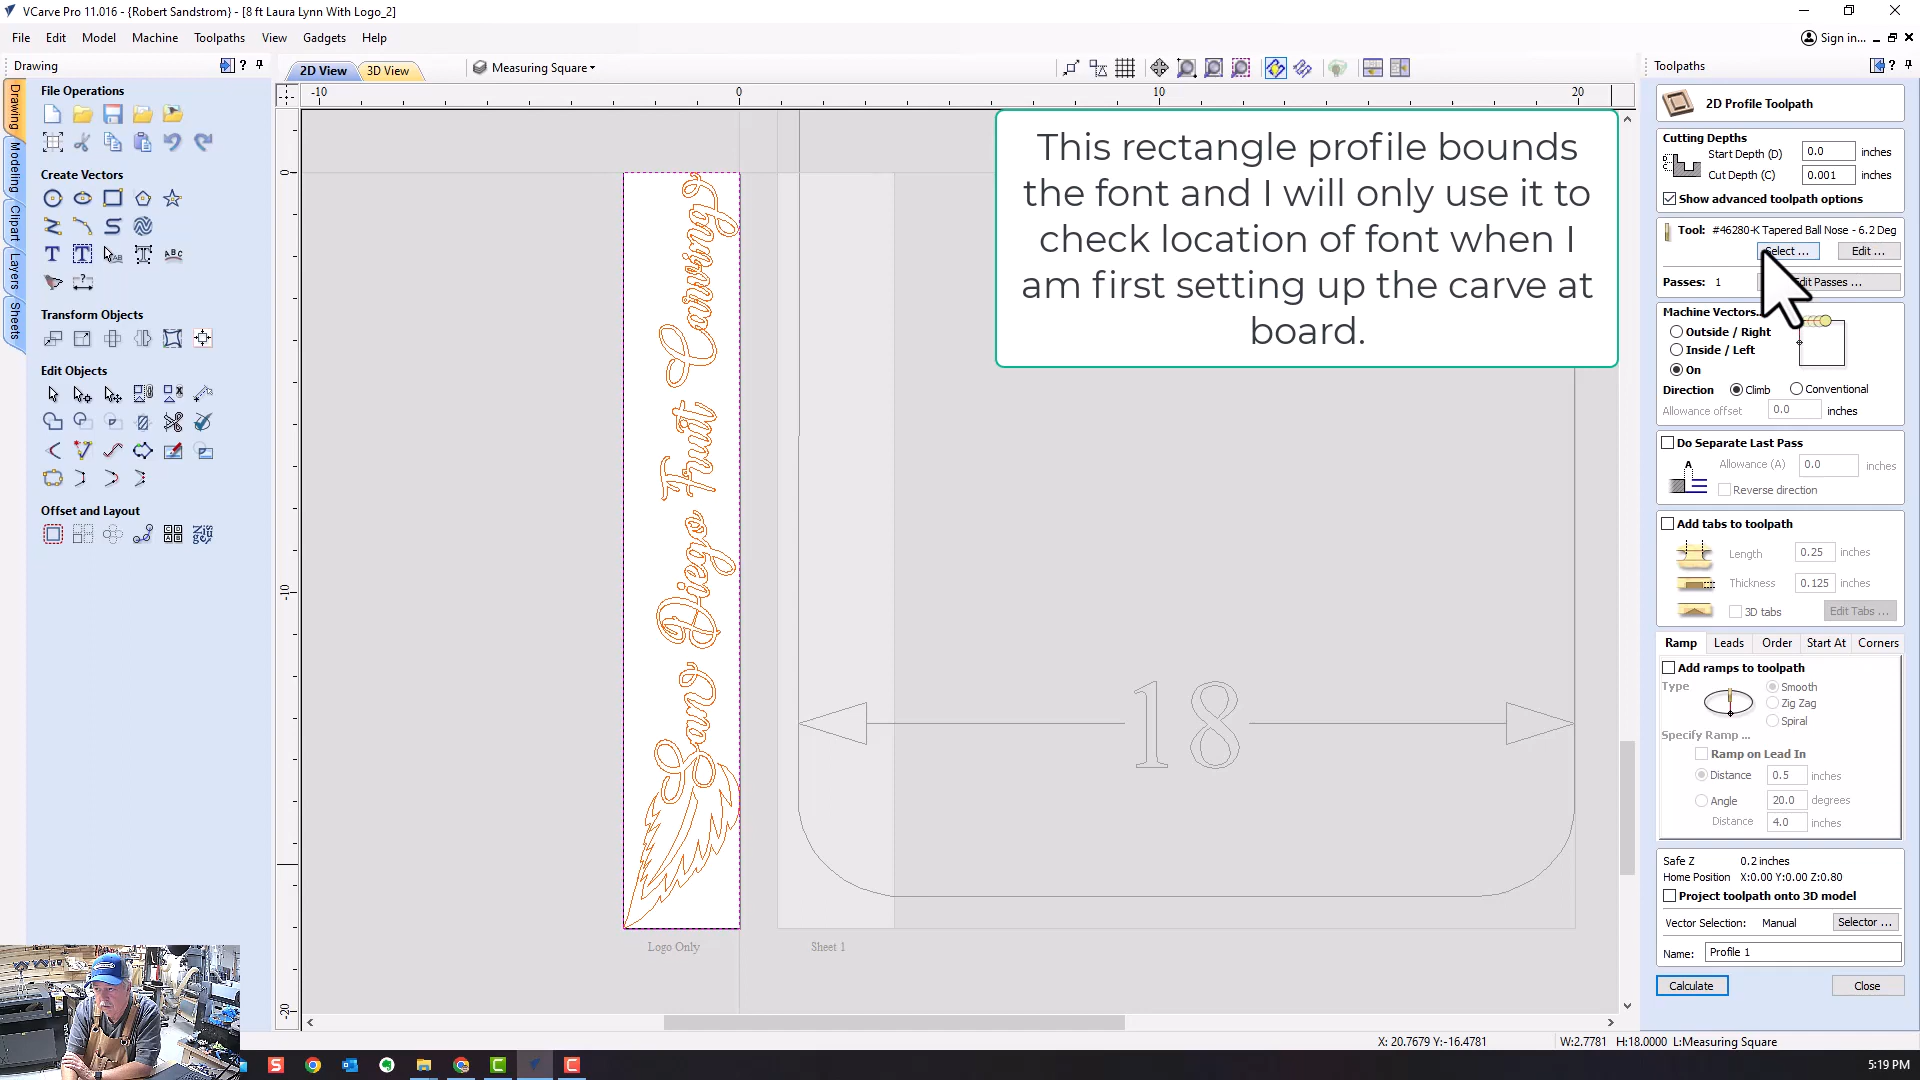 VCarve Pro 11.016 - {Robert Sandstrom} - [8 ft Laura Lynn With Logo_2]
File Edit Model Machine Toolpaths View Gadgets Help
Sign in...
Drawing
2D View
3D View
Measuring Square
Toolpaths
Drawing
Modeling
Clipart
Layers
Sheets
File Operations
Create Vectors
Transform Objects
Edit Objects
Offset and Layout
-10 0 10 20
0
-10
-20
This rectangle profile bounds
the font and I will only use it to
check location of font when I
am first setting up the carve at
board.
San Diego Fruit Carving
18
Logo Only
Sheet 1
2D Profile Toolpath
Cutting Depths
Start Depth (D) 0.0 inches
Cut Depth (C) 0.001 inches
Show advanced toolpath options
Tool: #46280-K Tapered Ball Nose - 6.2 Deg
Select ... Edit ...
Passes: 1 Edit Passes ...
Machine Vectors...
Outside / Right
Inside / Left
On
Direction Climb Conventional
Allowance offset 0.0 inches
Do Separate Last Pass
A Allowance (A) 0.0 inches
Reverse direction
Add tabs to toolpath
Length 0.25 inches
Thickness 0.125 inches
3D tabs Edit Tabs ...
Ramp Leads Order Start At Corners
Add ramps to toolpath
Type Smooth
Zig Zag
Spiral
Specify Ramp ...
Ramp on Lead In
Distance 0.5 inches
Angle 20.0 degrees
Distance 4.0 inches
Safe Z 0.2 inches
Home Position X:0.00 Y:0.00 Z:0.80
Project toolpath onto 3D model
Vector Selection: Manual Selector ...
Name: Profile 1
Calculate Close
X: 20.7679 Y:-16.4781 W:2.7781 H:18.0000 L:Measuring Square
5:19 PM